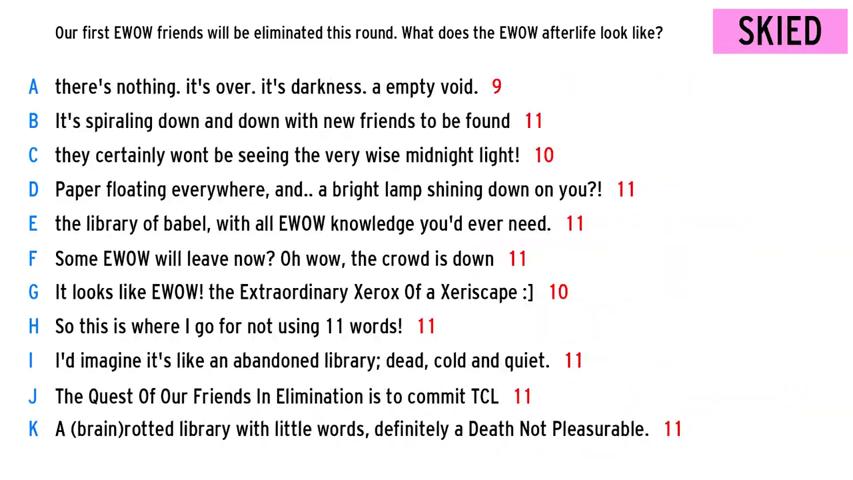 Our first EWOW friends will be eliminated this round. What does the EWOW afterlife look like?
SKIED
A there's nothing. it's over. it's darkness. a empty void. 9
B It's spiraling down and down with new friends to be found 11
C they certainly wont be seeing the very wise midnight light! 10
D Paper floating everywhere, and.. a bright lamp shining down on you?! 11
E the library of babel, with all EWOW knowledge you'd ever need. 11
F Some EWOW will leave now? Oh wow, the crowd is down 11
G It looks like EWOW! the Extraordinary Xerox Of a Xeriscape :] 10
H So this is where I go for not using 11 words! 11
I I'd imagine it's like an abandoned library; dead, cold and quiet. 11
J The Quest Of Our Friends In Elimination is to commit TCL 11
K A (brain)rotted library with little words, definitely a Death Not Pleasurable. 11